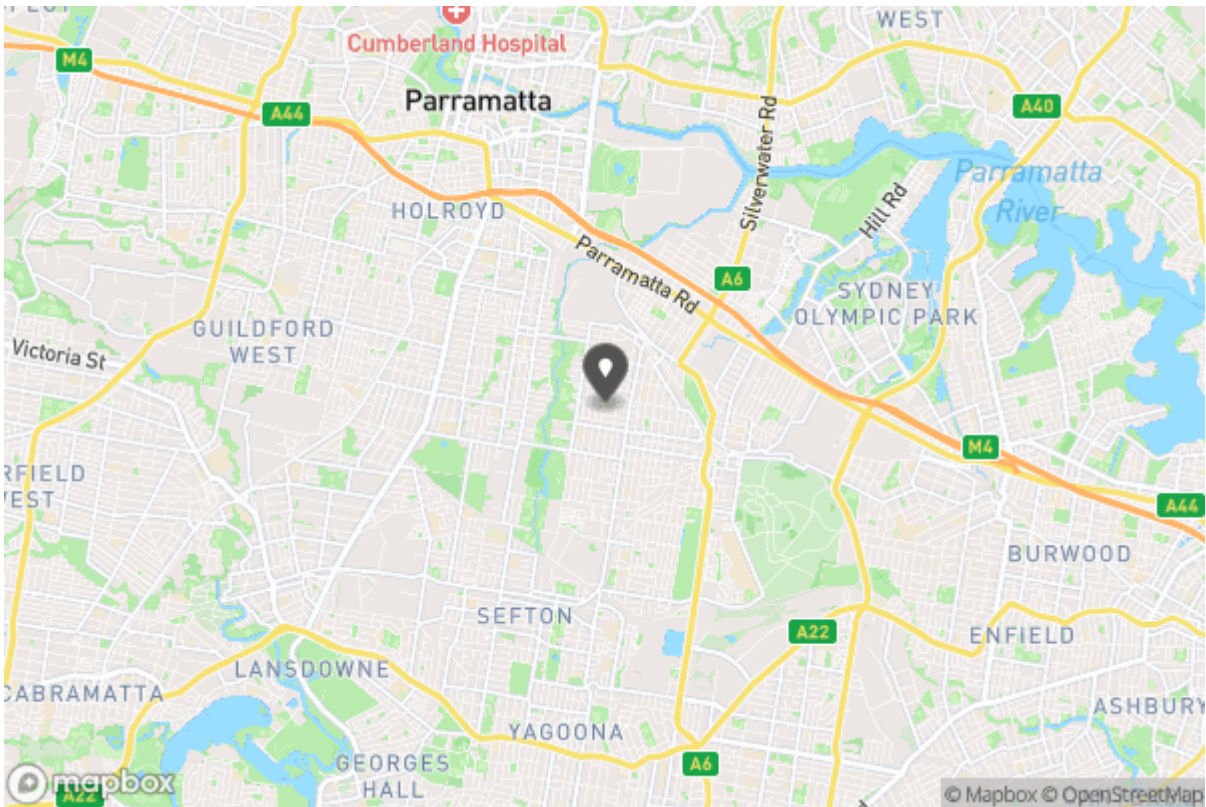 WEST
M4
Cumberland Hospital
Parramatta
A44
A40
Silverwater Rd
Parramatta
River
Hill Rd
HOLROYD
Parramatta Rd
A6
SYDNEY
OLYMPIC PARK
GUILDFORD
WEST
Victoria St
M4
RFIELD
WEST
A44
BURWOOD
SEFTON
A22
ENFIELD
LANSDOWNE
CABRAMATTA
ASHBURY
YAGOONA
A6
GEORGES
HALL
mapbox
A22
© Mapbox © OpenStreetMap